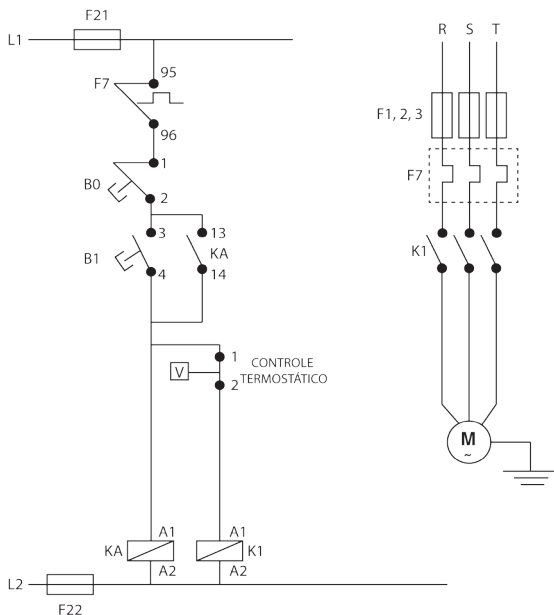 F21
L1
F7
95
96
1
B0
2
3
13
B1
KA
4
14
1
V
CONTROLE
TERMOSTÁTICO
2
A1
A1
KA
K1
A2
A2
L2
F22
R S T
F1, 2, 3
F7
K1
M
~